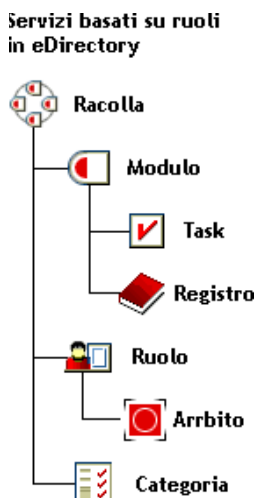 Servizi basati su ruoli
in eDirectory
Racolla
Modulo
Task
Registro
Ruolo
Arrbito
Categoria